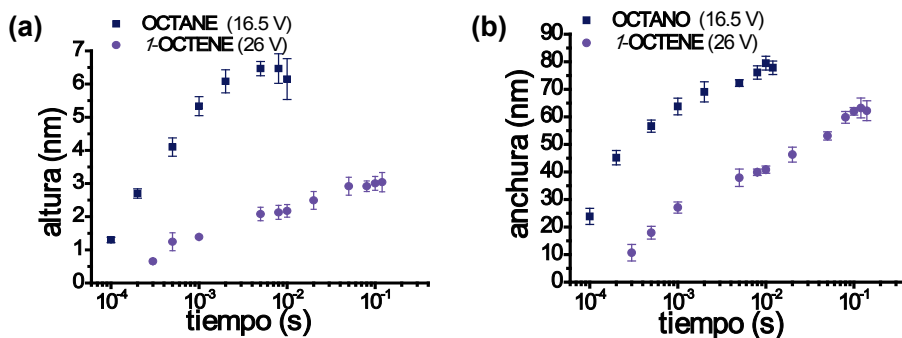 (a)
OCTANE (16.5 V)
1-OCTENE (26 V)
7
6
5
4
3
2
1
0
altura (nm)
10⁻⁴ 10⁻³ 10⁻² 10⁻¹
tiempo (s)
(b)
OCTANO (16.5 V)
1-OCTENE (26 V)
90
80
70
60
50
40
30
20
10
0
anchura (nm)
10⁻⁴ 10⁻³ 10⁻² 10⁻¹
tiempo (s)